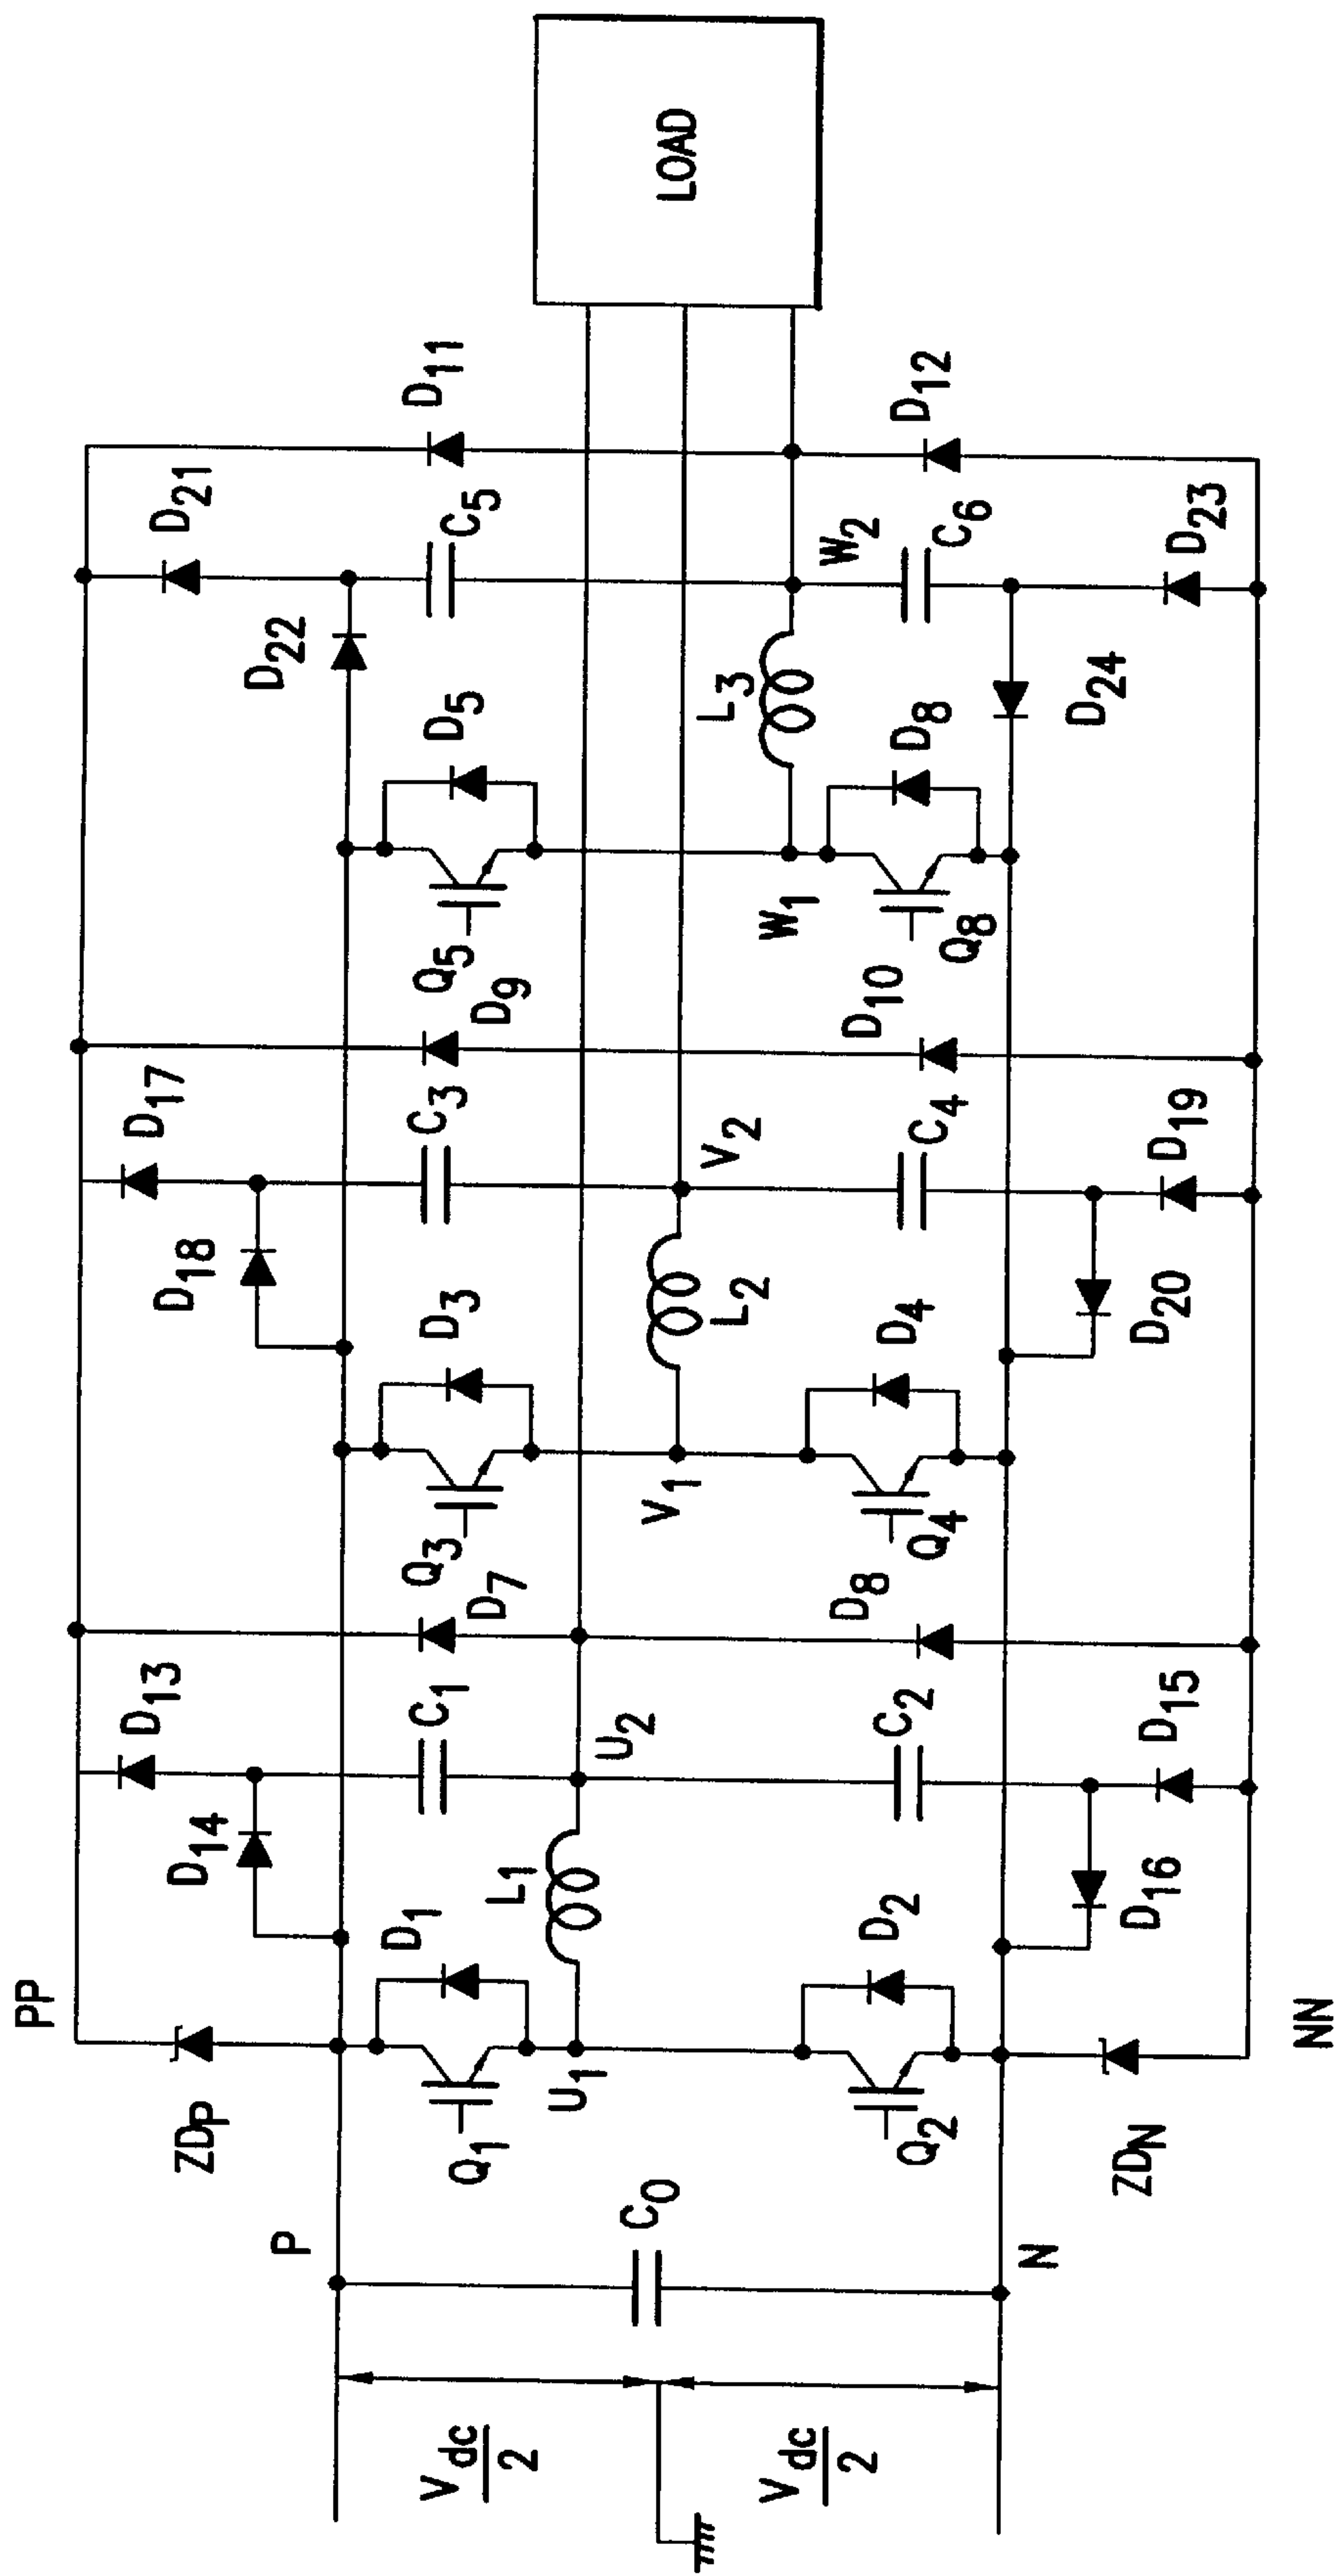 PP
ZDP
D14
D13
D18
D17
D22
D21
P
Q1
D1
C1
D7
Q3
D3
C3
D9
Q5
D5
C5
D11
Vdc
2
C0
U1
L1
U2
V1
L2
V2
W1
L3
W2
LOAD
Vdc
2
Q2
D2
C2
D8
Q4
D4
C4
D10
Q8
D8
C6
D12
N
ZDN
D16
D15
D20
D19
D24
D23
NN